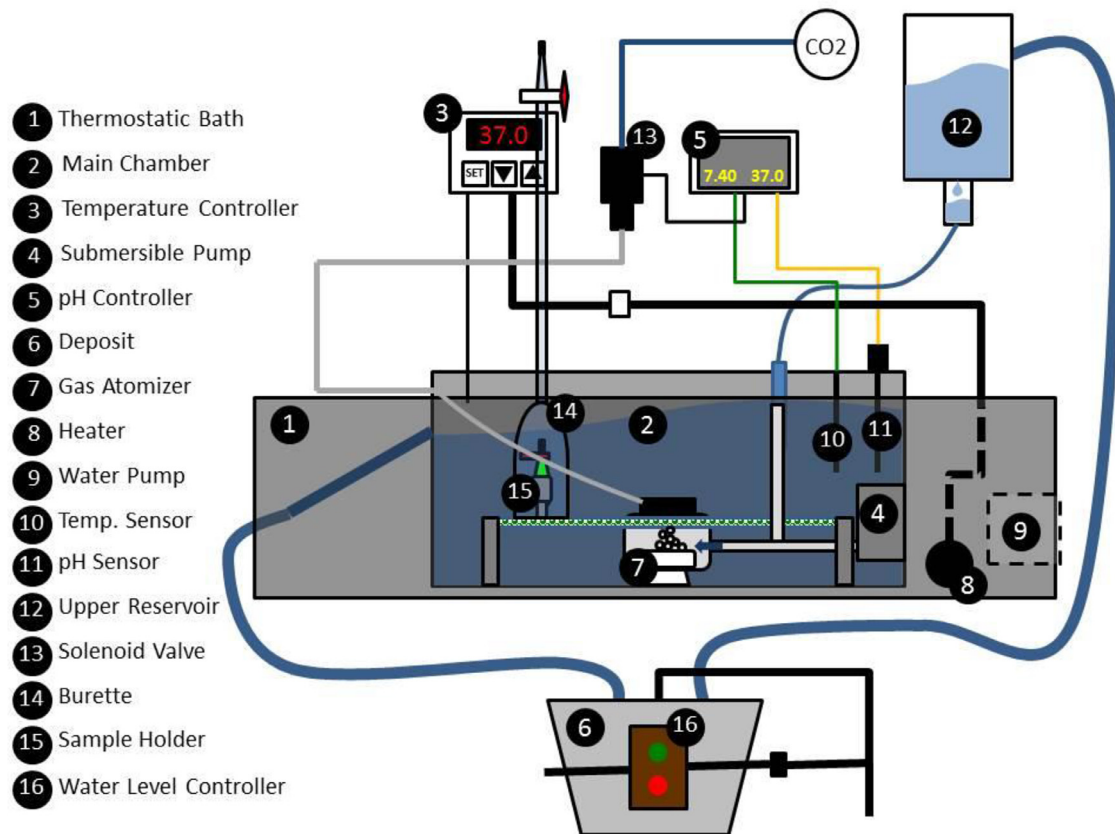 1 Thermostatic Bath
2 Main Chamber
3 Temperature Controller
4 Submersible Pump
5 pH Controller
6 Deposit
7 Gas Atomizer
8 Heater
9 Water Pump
10 Temp. Sensor
11 pH Sensor
12 Upper Reservoir
13 Solenoid Valve
14 Burette
15 Sample Holder
16 Water Level Controller
CO2
3
37.0
SET
13
5
7.40 37.0
12
1
14
2
10
11
15
4
9
7
8
6
16